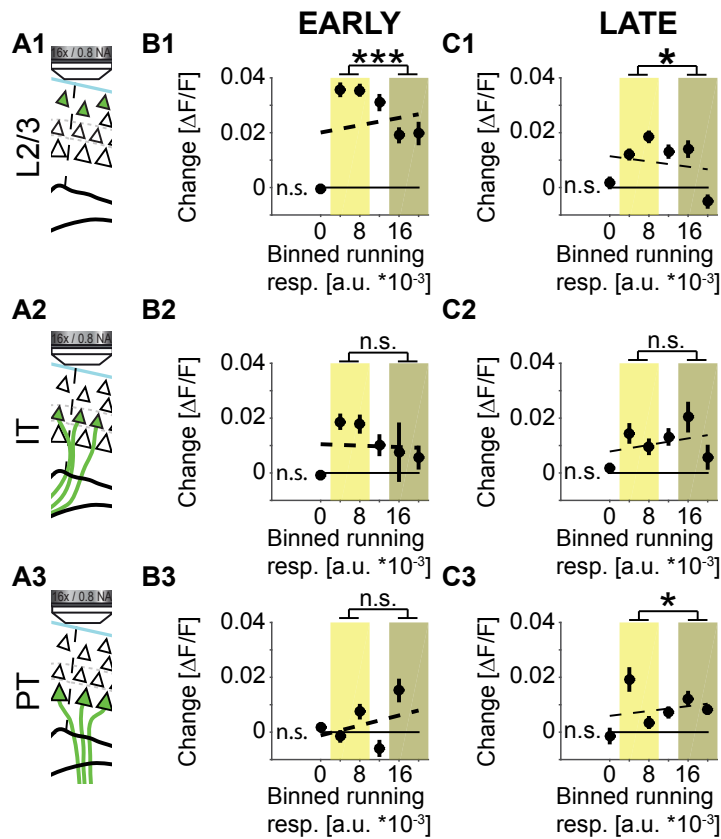 EARLY
LATE
A1
B1
C1
16x / 0.8 NA
L2/3
Change [ΔF/F]
0.04
0.02
0
n.s.
***
0 8 16
Binned running
resp. [a.u. *10-3]
Change [ΔF/F]
0.04
0.02
0
n.s.
*
0 8 16
Binned running
resp. [a.u. *10-3]
A2
B2
C2
16x / 0.8 NA
IT
Change [ΔF/F]
0.04
0.02
0
n.s.
n.s.
0 8 16
Binned running
resp. [a.u. *10-3]
Change [ΔF/F]
0.04
0.02
0
n.s.
n.s.
0 8 16
Binned running
resp. [a.u. *10-3]
A3
B3
C3
16x / 0.8 NA
PT
Change [ΔF/F]
0.04
0.02
0
n.s.
n.s.
0 8 16
Binned running
resp. [a.u. *10-3]
Change [ΔF/F]
0.04
0.02
0
n.s.
*
0 8 16
Binned running
resp. [a.u. *10-3]